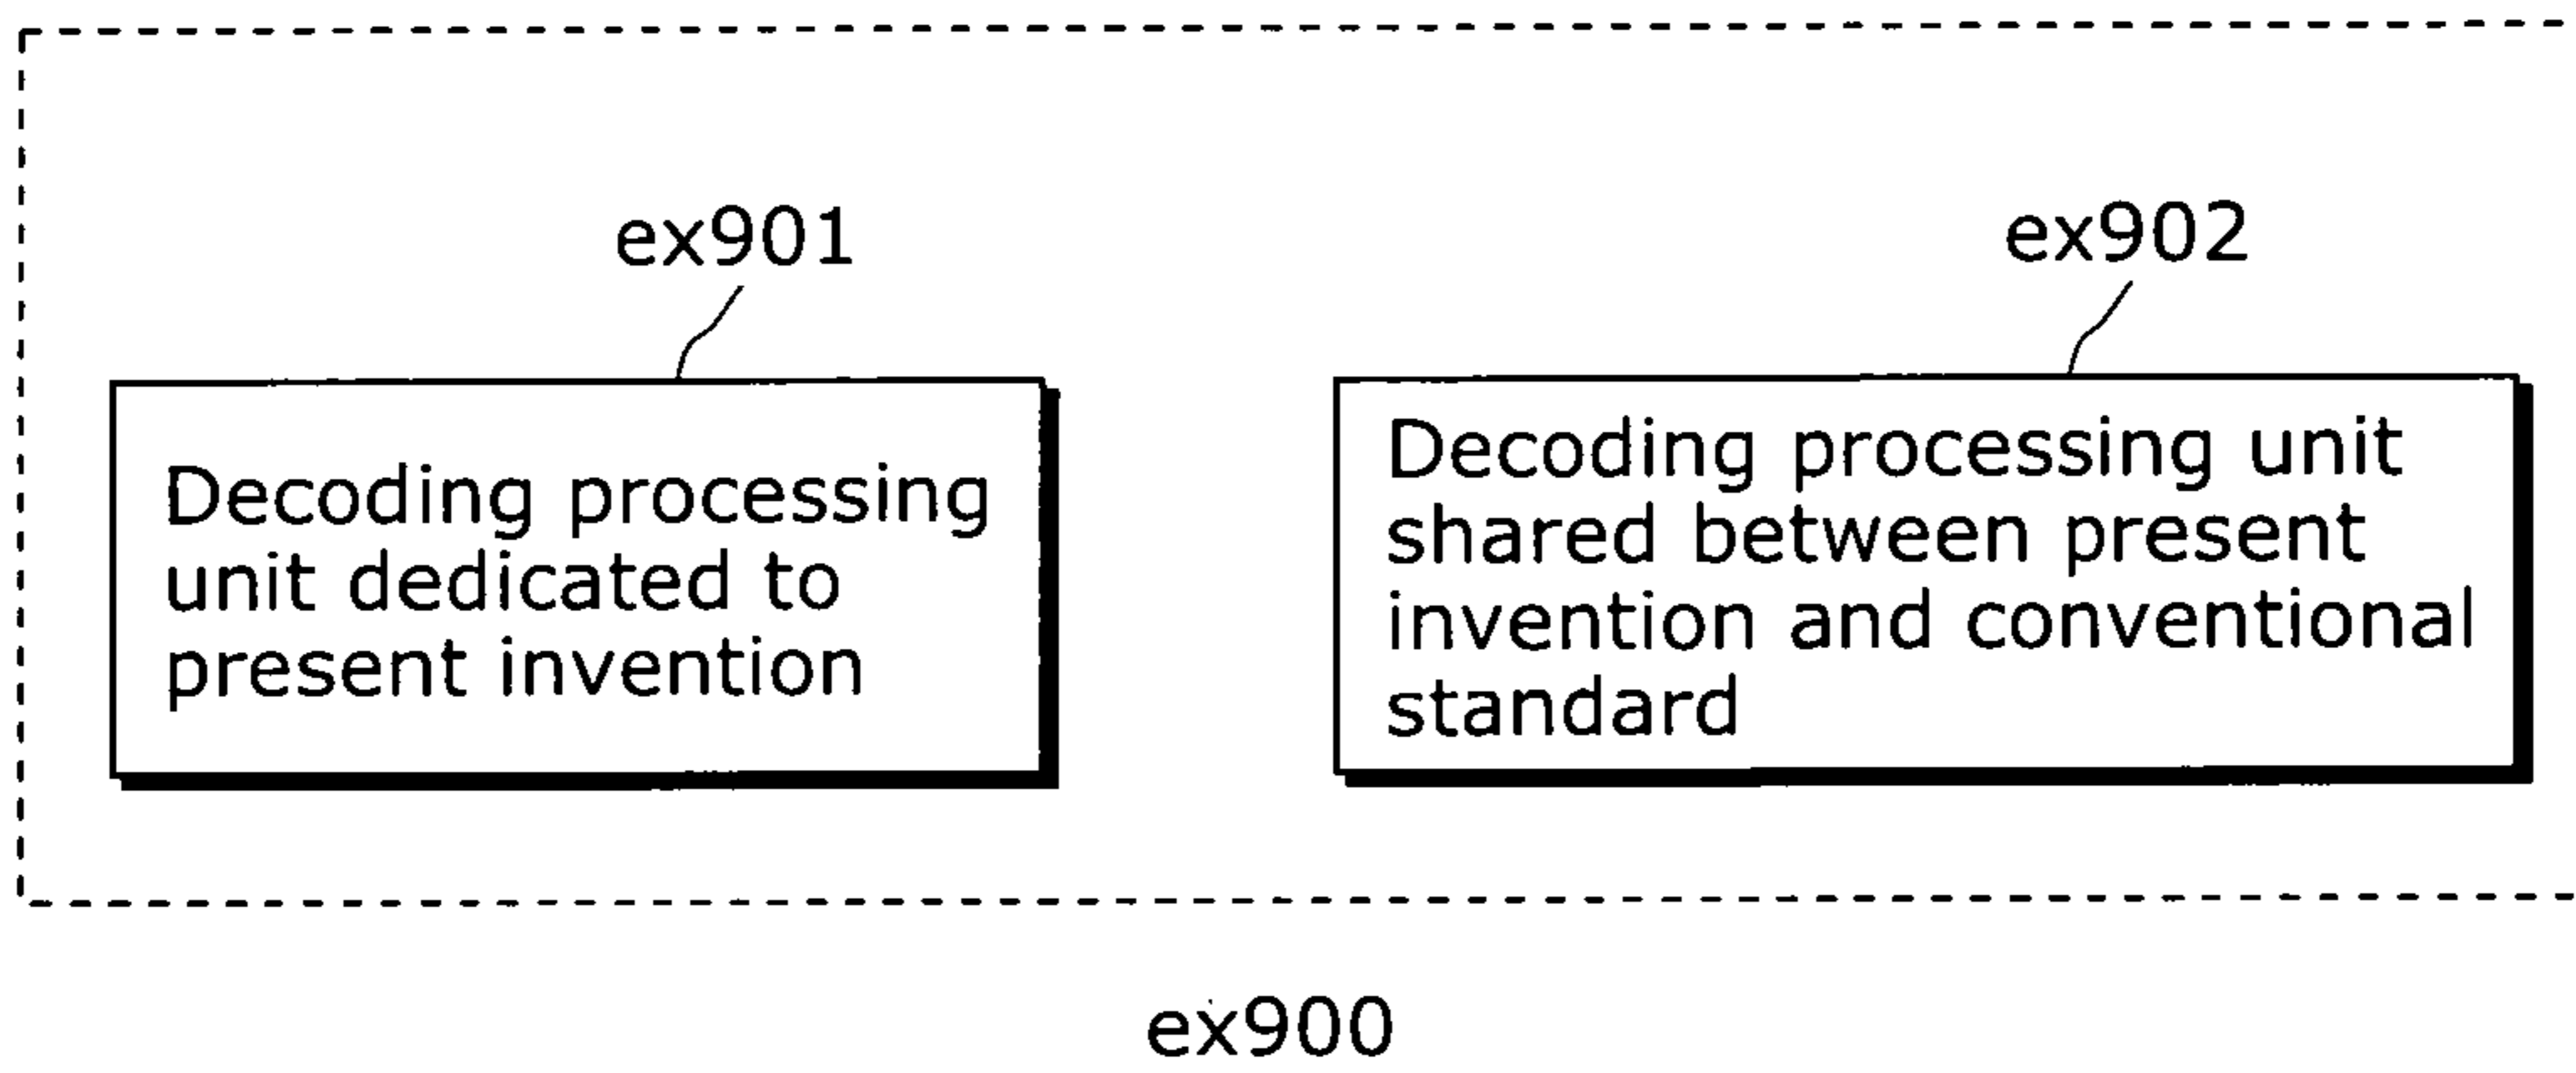 ex901
ex902
Decoding processing
unit dedicated to
present invention
Decoding processing unit
shared between present
invention and conventional
standard
ex900